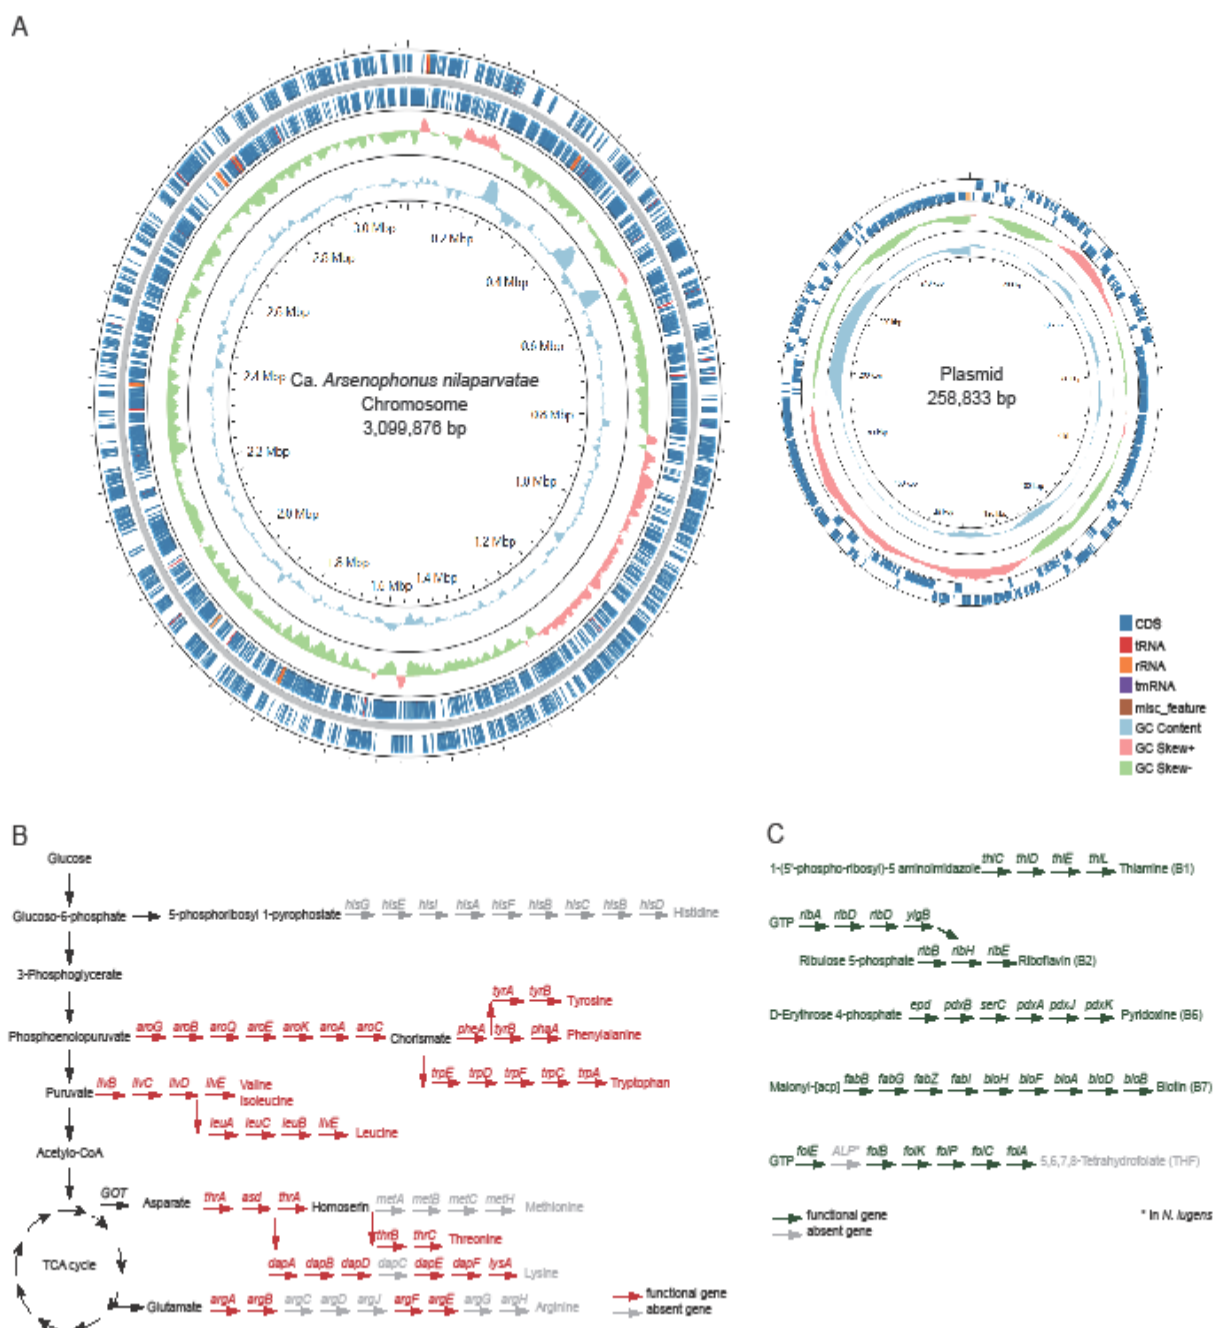 A
3.0 Mbp
0.2 Mbp
2.8 Mbp
0.4 Mbp
2.6 Mbp
0.6 Mbp
2.4 Mbp
Ca. Arsenophonus nilaparvatae
Chromosome
3,099,876 bp
0.8 Mbp
2.2 Mbp
1.0 Mbp
2.0 Mbp
1.2 Mbp
1.8 Mbp
1.6 Mbp
1.4 Mbp
Plasmid
258,833 bp
CDS
tRNA
rRNA
tmRNA
misc_feature
GC Content
GC Skew+
GC Skew-
B
Glucose
Glucoso-6-phosphate
5-phosphoribosyl 1-pyrophostate
hisG hisE hisI hisA hisF hisB hisC hisB hisD
Histidine
3-Phosphoglycerate
tyrA tyrB
Tyrosine
Phosphoenolopuruvate
aroG aroB aroQ aroE aroK aroA aroC
Chorismate
pheA tyrB phaA
Phenylalanine
trpE trpD trpF trpC trpA
Tryptophan
Puruvate
ilvB ilvC ilvD ilvE
Valine
Isoleucine
leuA leuC leuB ilvE
Leucine
Acetylo-CoA
GOT
Asparate
thrA asd thrA
Homoserin
metA metB metC metH
Methionine
thrB thrC
Threonine
TCA cycle
dapA dapB dapD dapC dapE dapF lysA
Lysine
Glutamate
argA argB argC argD argJ argF argE argG argH
Arginine
functional gene
absent gene
C
1-(5'-phospho-ribosyl)-5 aminoimidazole
thiC thiD thiE thiL
Thiamine (B1)
GTP
ribA ribD ribD yigB
Ribulose 5-phosphate
ribB ribH ribE
Riboflavin (B2)
D-Erythrose 4-phosphate
epd pdxB serC pdxA pdxJ pdxK
Pyridoxine (B6)
Malonyl-[acp]
fabB fabG fabZ fabI bioH bioF bioA bioD bioB
Biotin (B7)
GTP
folE ALP* folB folK folP folC folA
5,6,7,8-Tetrahydrofolate (THF)
functional gene
absent gene
* in N. lugens